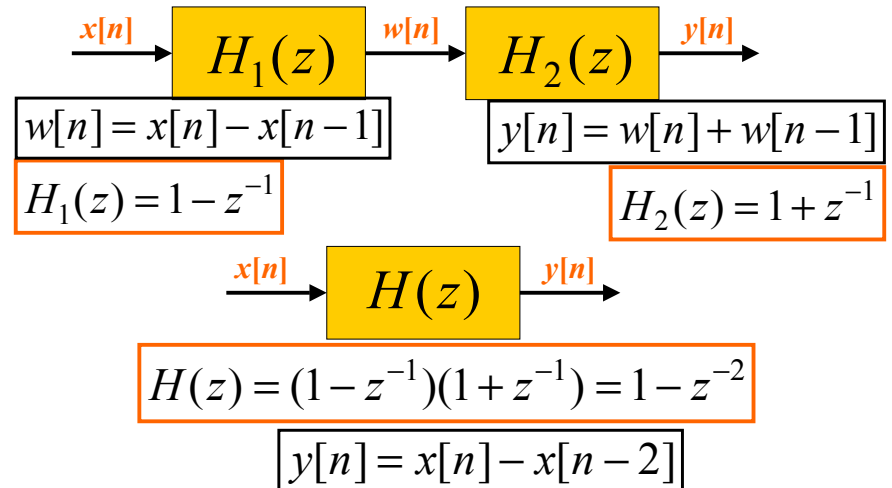 x[n] H₁(z) w[n] H₂(z) y[n]
w[n] = x[n] − x[n−1]
y[n] = w[n] + w[n−1]
H₁(z) = 1 − z⁻¹
H₂(z) = 1 + z⁻¹
x[n] H(z) y[n]
H(z) = (1 − z⁻¹)(1 + z⁻¹) = 1 − z⁻²
y[n] = x[n] − x[n−2]